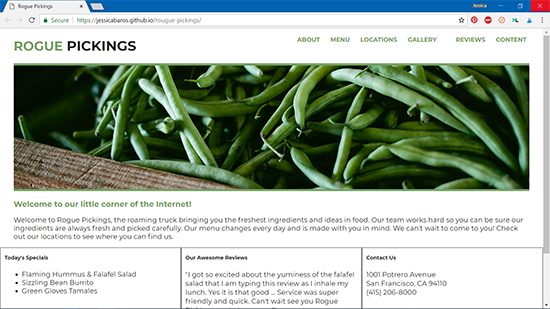 Rogue Pickings
Jessica
Secure
https://jessicabaros.github.io/rougue-pickings/
ROGUE PICKINGS
ABOUT MENU LOCATIONS GALLERY REVIEWS CONTENT
Welcome to our little corner of the Internet!
Welcome to Rogue Pickings, the roaming truck bringing you the freshest ingredients and ideas in food. Our team works hard so you can be sure our
ingredients are always fresh and picked carefully. Our menu changes every day and is made with you in mind. We can't wait to come to you! Check
out our locations to see where you can find us.
Today's Specials
Flaming Hummus & Falafel Salad
Sizzling Bean Burrito
Green Gloves Tamales
Our Awesome Reviews
"I got so excited about the yuminess of the falafel
salad that I am typing this review as I inhale my
lunch. Yes it is that good ... Service was super
friendly and quick. Can't wait see you Rogue
Contact Us
1001 Potrero Avenue
San Francisco, CA 94110
(415) 206-8000